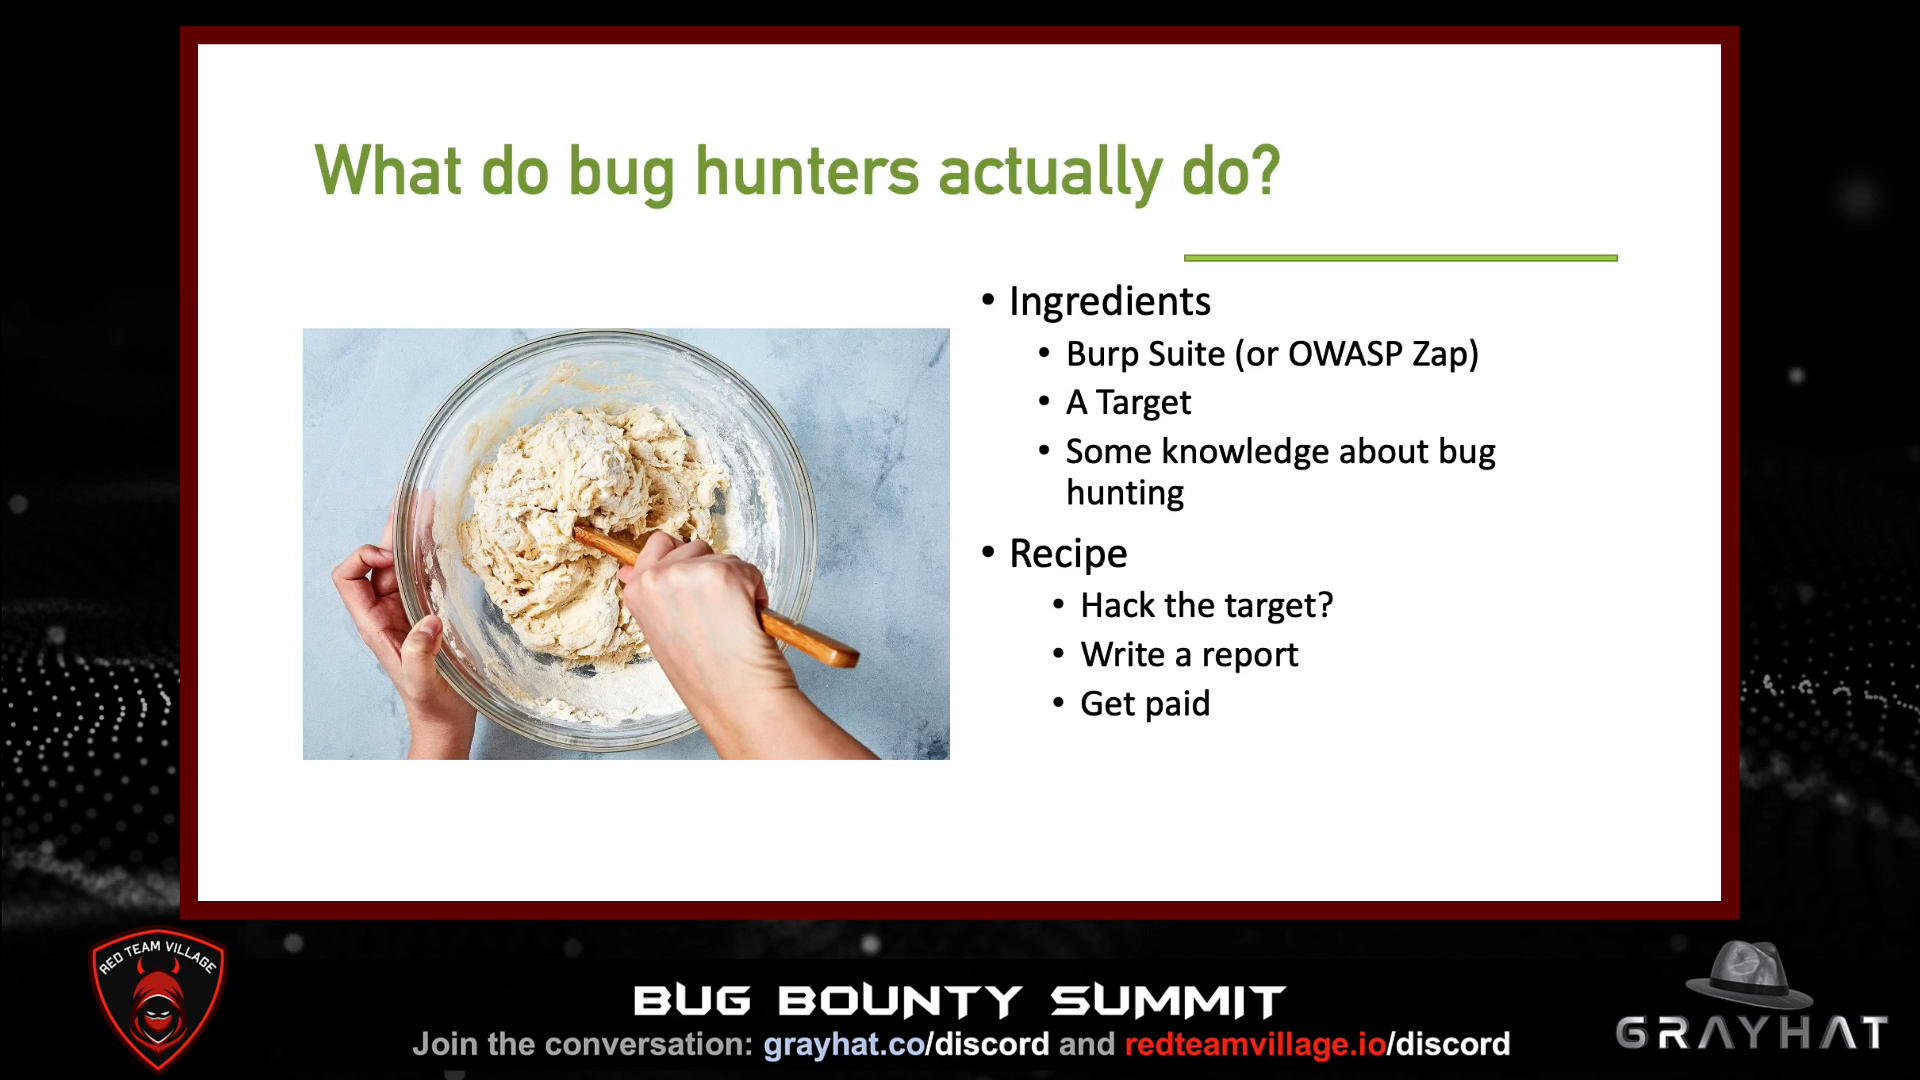 What do bug hunters actually do?
• Ingredients
• Burp Suite (or OWASP Zap)
• A Target
• Some knowledge about bug
hunting
• Recipe
• Hack the target?
• Write a report
• Get paid
RED TEAM VILLAGE
BUG BOUNTY SUMMIT
Join the conversation: grayhat.co/discord and redteamvillage.io/discord
GRAYHAT